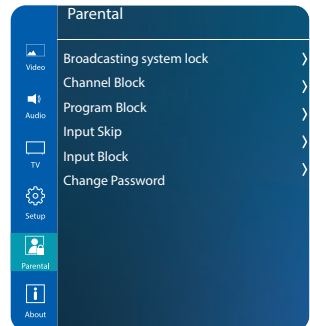 Parental
Video
Audio
TV
Setup
Parental
About
Broadcasting system lock
Channel Block
Program Block
Input Skip
Input Block
Change Password